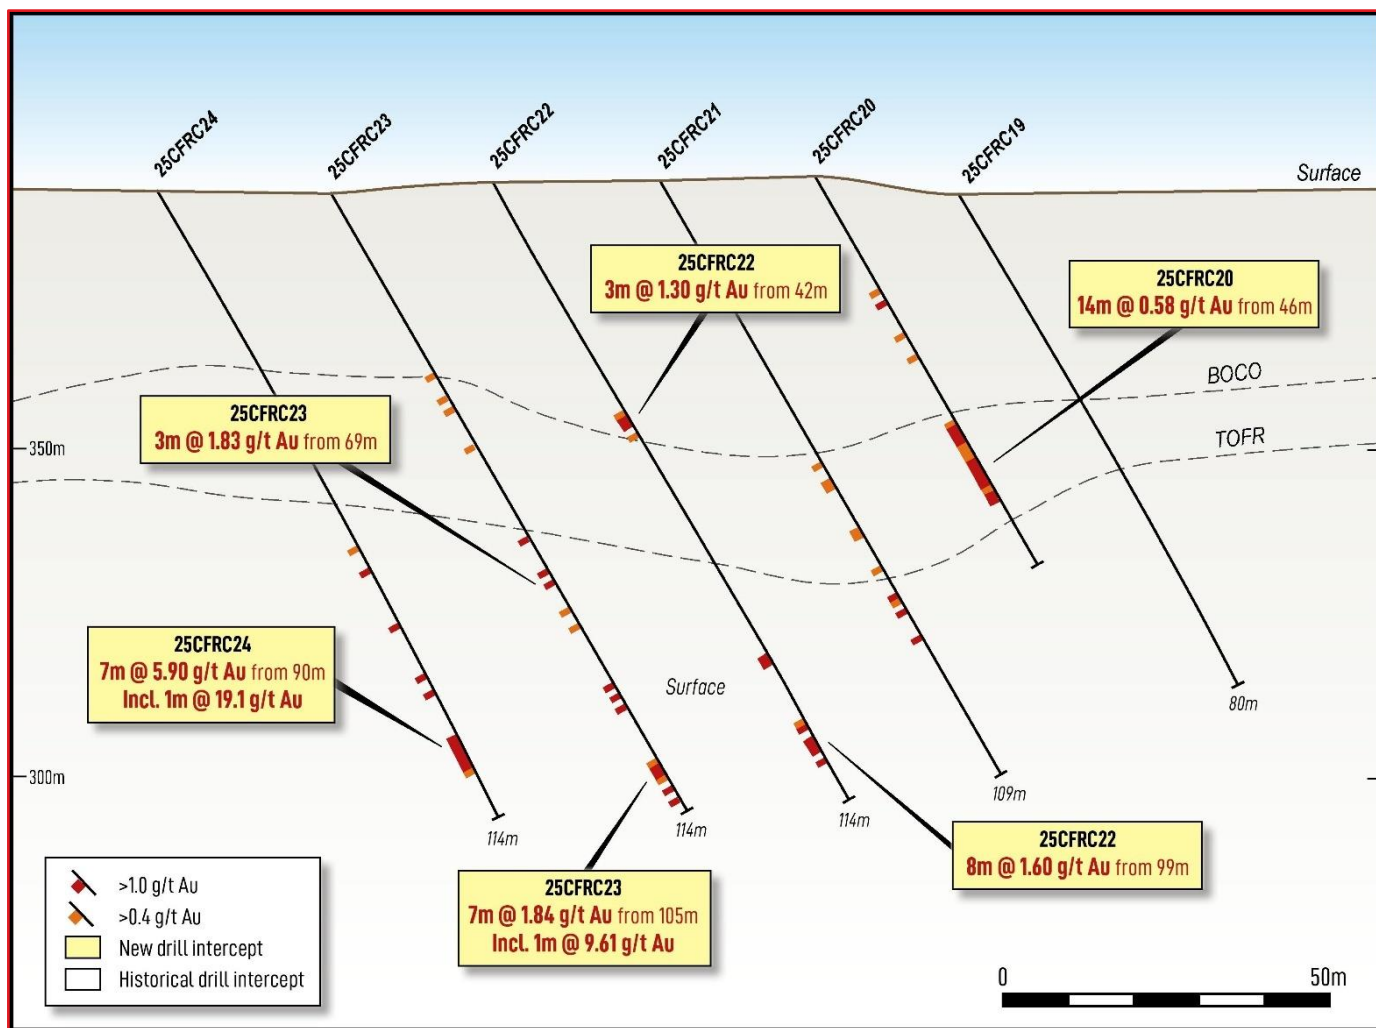 25CFRC24
25CFRC23
25CFRC22
25CFRC21
25CFRC20
25CFRC19
Surface
25CFRC22
3m @ 1.30 g/t Au from 42m
25CFRC20
14m @ 0.58 g/t Au from 46m
BOCO
25CFRC23
3m @ 1.83 g/t Au from 69m
TOFR
350m
25CFRC24
7m @ 5.90 g/t Au from 90m
Incl. 1m @ 19.1 g/t Au
Surface
80m
300m
109m
114m
114m
114m
25CFRC22
8m @ 1.60 g/t Au from 99m
25CFRC23
7m @ 1.84 g/t Au from 105m
Incl. 1m @ 9.61 g/t Au
>1.0 g/t Au
>0.4 g/t Au
New drill intercept
Historical drill intercept
0 50m